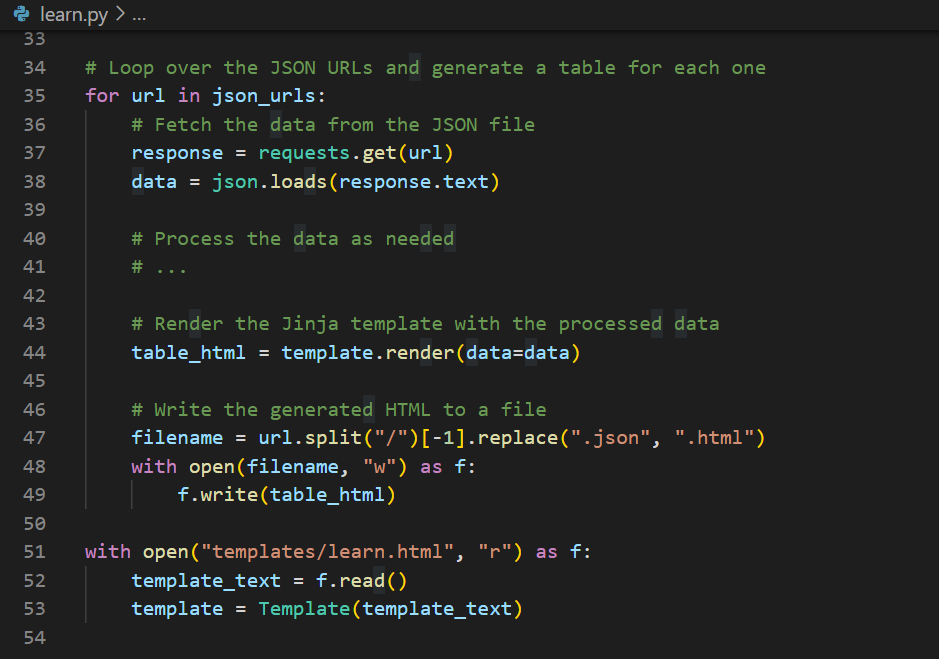 learn.py > ...
33
34 # Loop over the JSON URLs and generate a table for each one
35 for url in json_urls:
36     # Fetch the data from the JSON file
37     response = requests.get(url)
38     data = json.loads(response.text)
39
40     # Process the data as needed
41     # ...
42
43     # Render the Jinja template with the processed data
44     table_html = template.render(data=data)
45
46     # Write the generated HTML to a file
47     filename = url.split("/")[-1].replace(".json", ".html")
48     with open(filename, "w") as f:
49         f.write(table_html)
50
51 with open("templates/learn.html", "r") as f:
52     template_text = f.read()
53     template = Template(template_text)
54